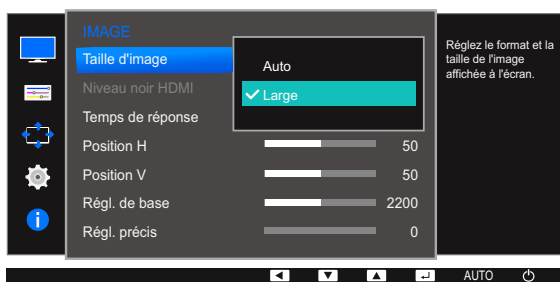 IMAGE
Taille d'image
Auto
Large
Niveau noir HDMI
Temps de réponse
Position H 50
Position V 50
Régl. de base 2200
Régl. précis 0
Réglez le format et la
taille de l'image
affichée à l'écran.
AUTO